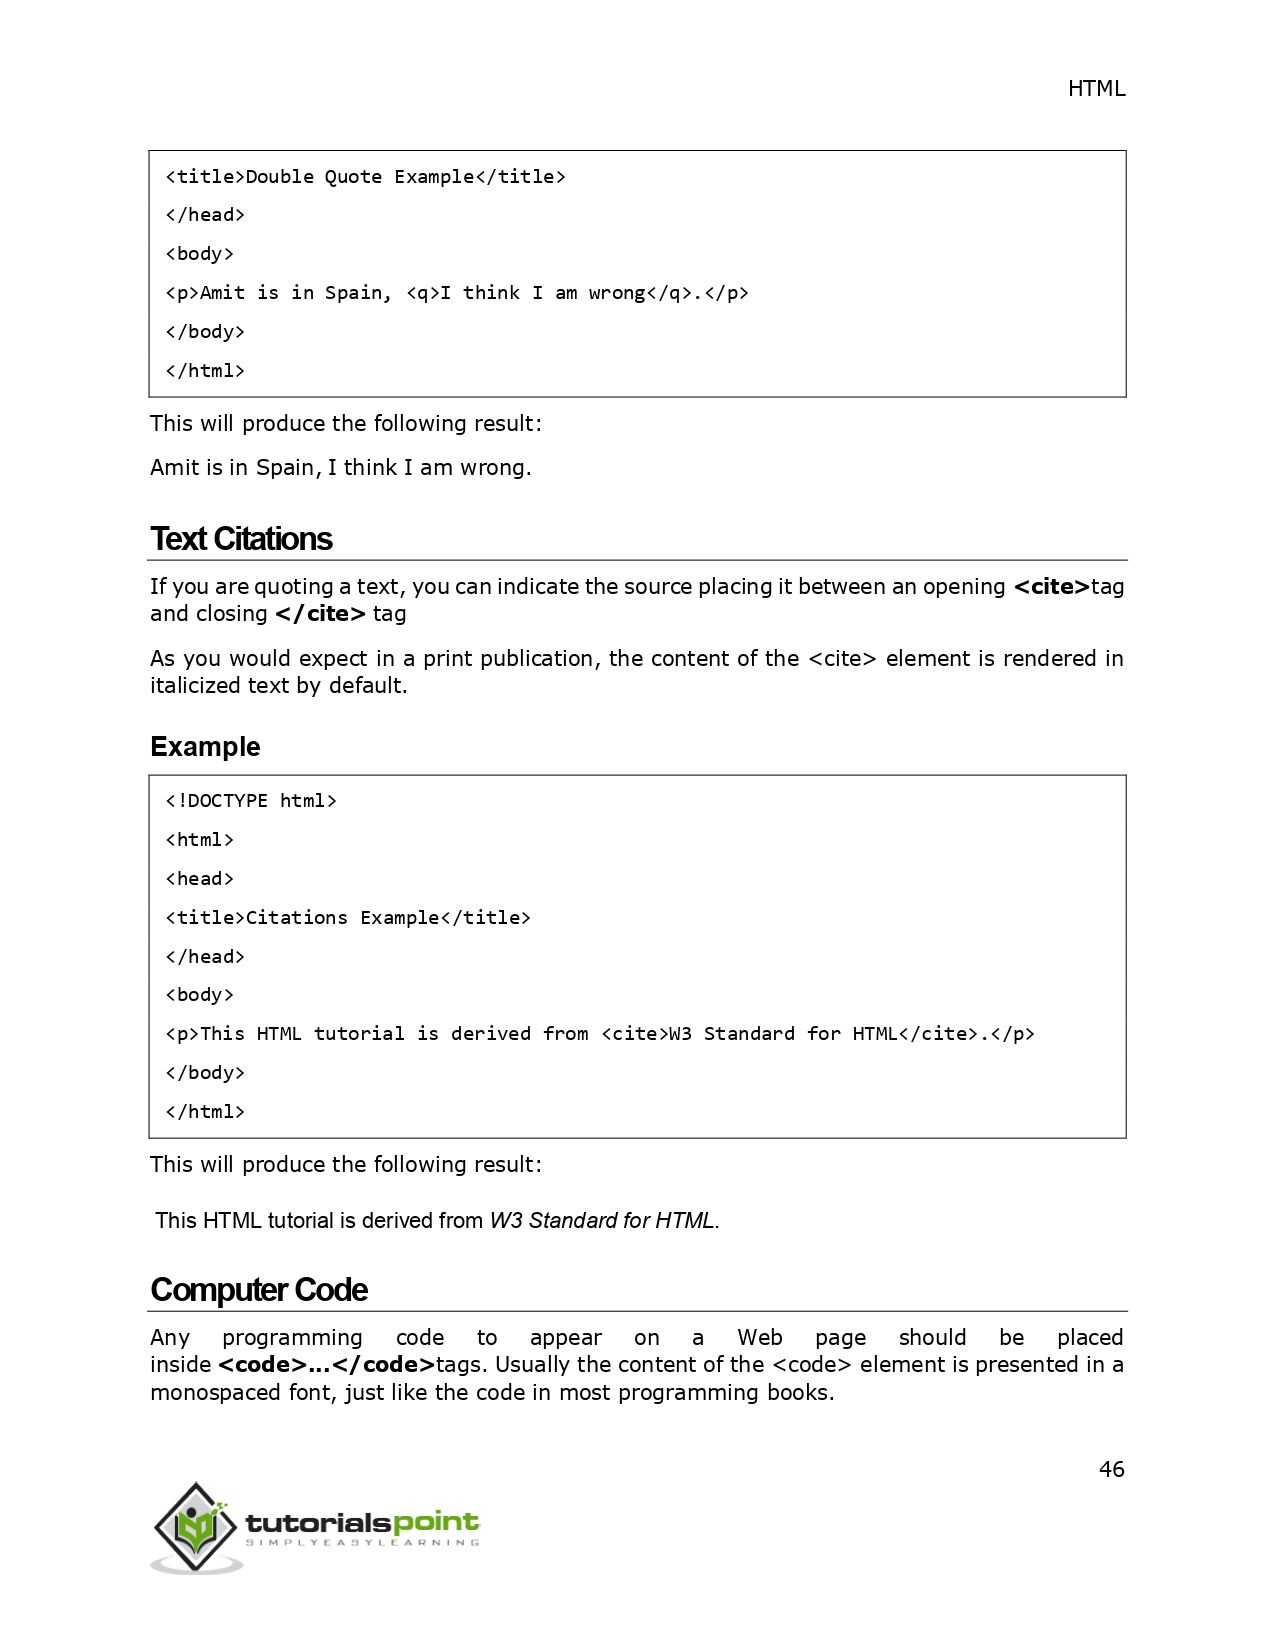 HTML
<title>Double Quote Example</title>
</head>
<body>
<p>Amit is in Spain, <q>I think I am wrong</q>.</p>
</body>
</html>
This will produce the following result:
Amit is in Spain, I think I am wrong.
Text Citations
If you are quoting a text, you can indicate the source placing it between an opening <cite>tag
and closing </cite> tag
As you would expect in a print publication, the content of the <cite> element is rendered in
italicized text by default.
Example
<!DOCTYPE html>
<html>
<head>
<title>Citations Example</title>
</head>
<body>
<p>This HTML tutorial is derived from <cite>W3 Standard for HTML</cite>.</p>
</body>
</html>
This will produce the following result:
This HTML tutorial is derived from W3 Standard for HTML.
Computer Code
Any programming code to appear on a Web page should be placed
inside <code>...</code>tags. Usually the content of the <code> element is presented in a
monospaced font, just like the code in most programming books.
46
tutorialspoint
SIMPLYEASYLEARNING